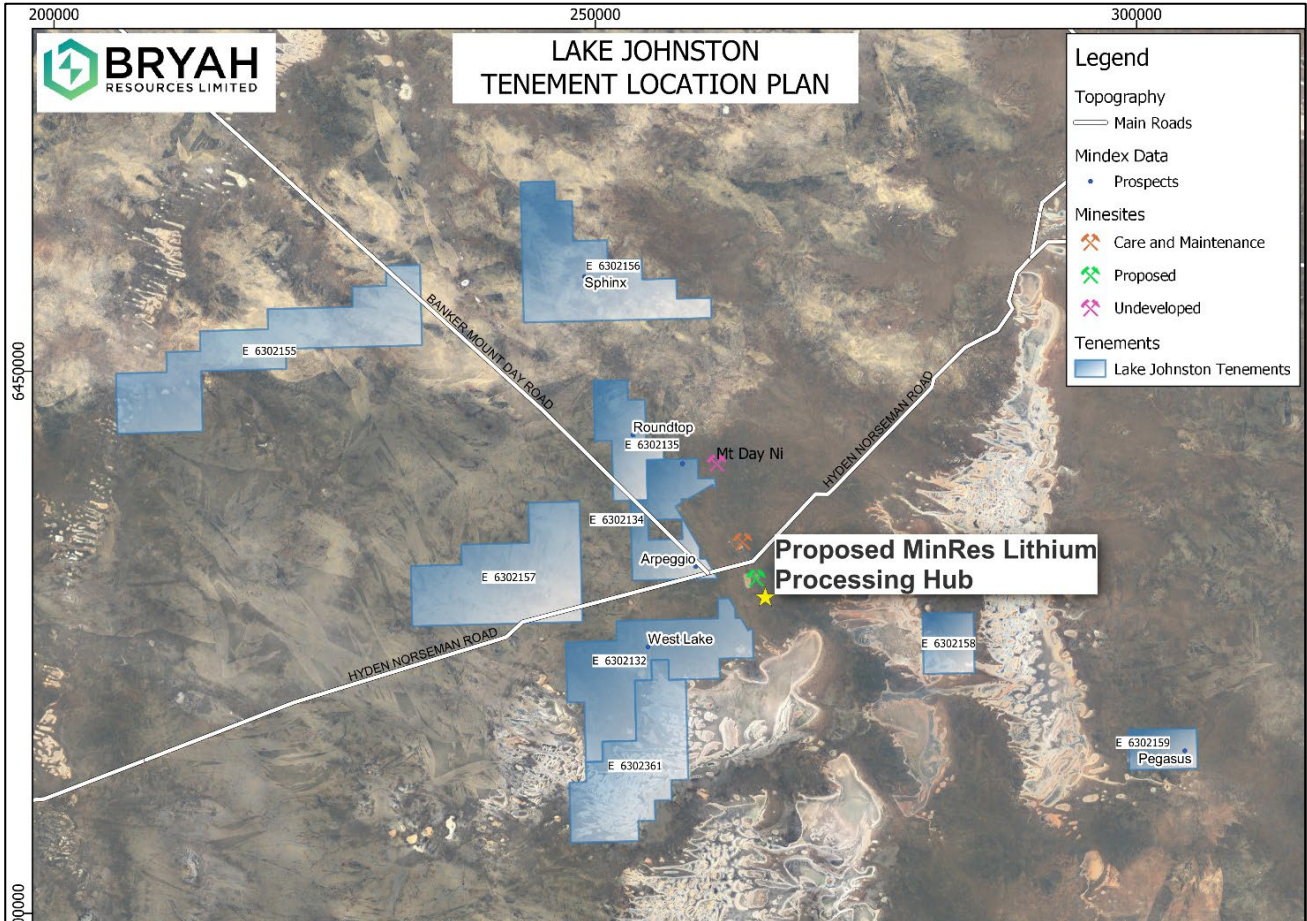 200000
250000
300000
BRYAH
RESOURCES LIMITED
LAKE JOHNSTON
TENEMENT LOCATION PLAN
Legend
Topography
Main Roads
Mindex Data
Prospects
Minesites
Care and Maintenance
Proposed
Undeveloped
Tenements
Lake Johnston Tenements
E 6302156
Sphinx
BANKER MOUNT DAY ROAD
E 6302155
6450000
HYDEN NORSEMAN ROAD
Roundtop
E 6302135
Mt Day Ni
E 6302134
Arpeggio
Proposed MinRes Lithium
Processing Hub
E 6302157
HYDEN NORSEMAN ROAD
West Lake
E 6302132
E 6302158
E 6302361
E 6302159
Pegasus